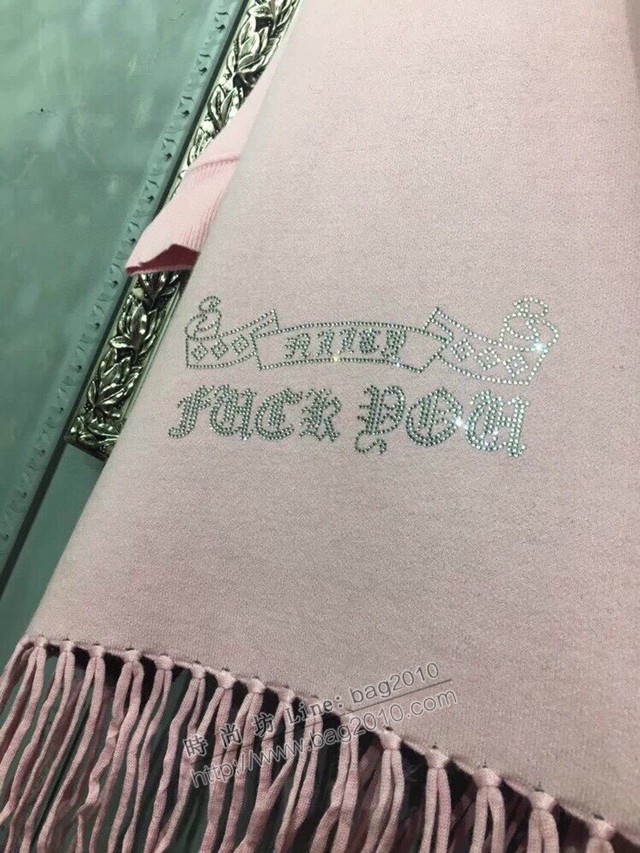 FUCK YOU
時尚坊 Line: bag2010
http://www.bag2010.com